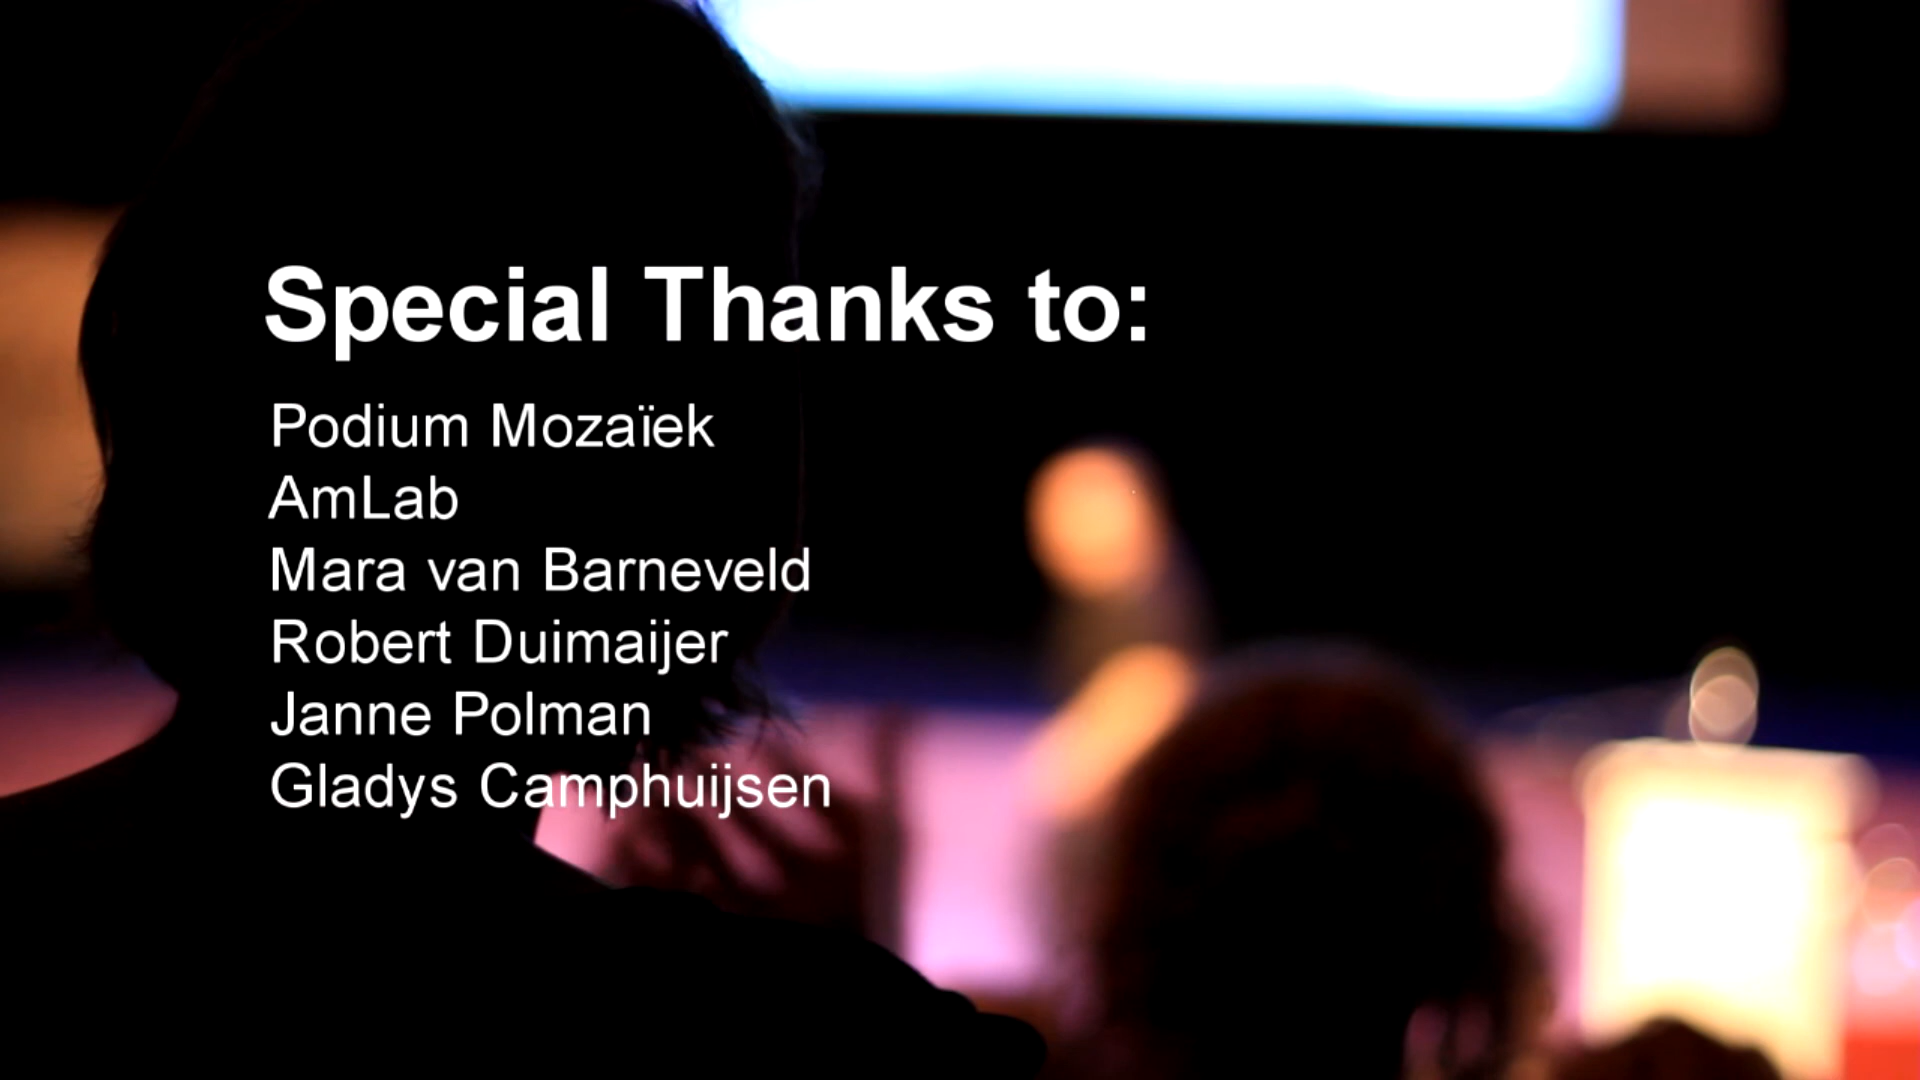 Special Thanks to:
Podium Mozaïek
AmLab
Mara van Barneveld
Robert Duimaijer
Janne Polman
Gladys Camphuijsen